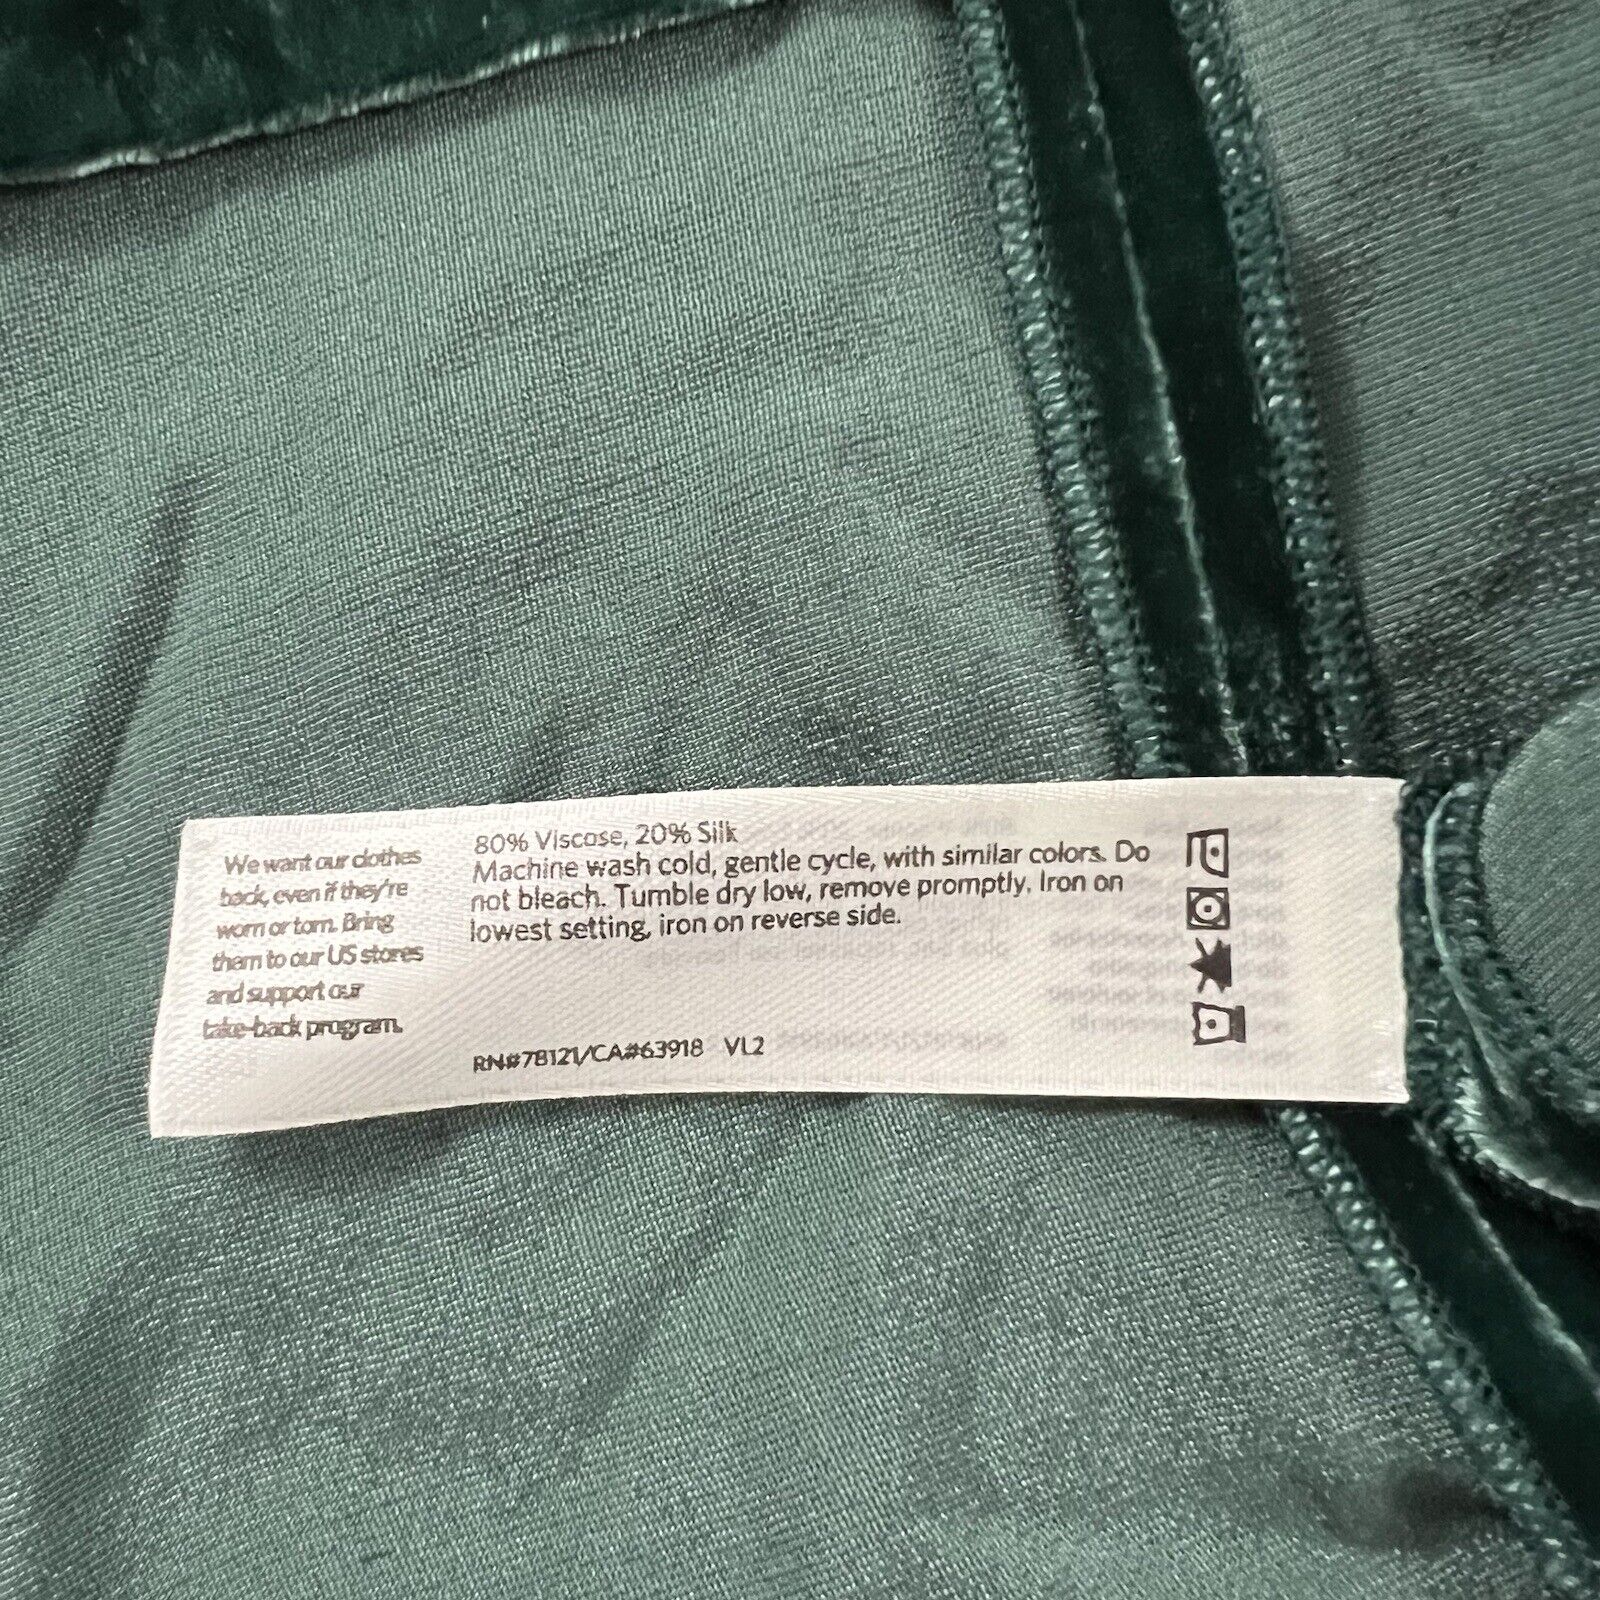 We want our clothes
back, even if they're
worn or torn. Bring
them to our US stores
and support our
take-back program.
80% Viscose, 20% Silk
Machine wash cold, gentle cycle, with similar colors. Do
not bleach. Tumble dry low, remove promptly. Iron on
lowest setting, iron on reverse side.
RN#78121/CA#63918 VL2